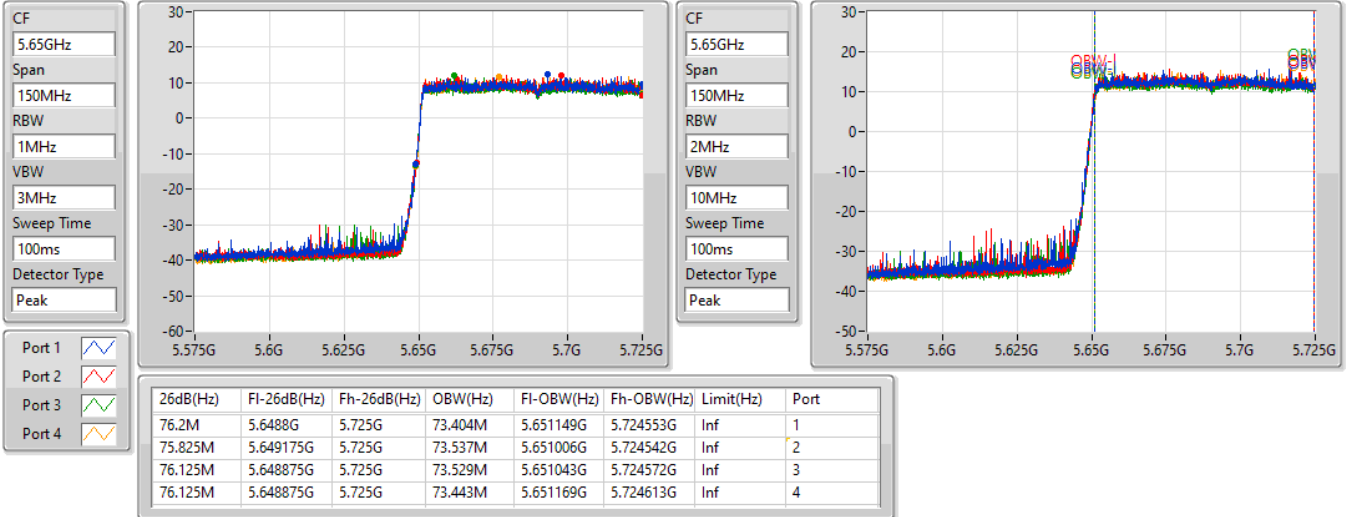 CF
5.65GHz
Span
150MHz
RBW
1MHz
VBW
3MHz
Sweep Time
100ms
Detector Type
Peak
30
20
10
0
-10
-20
-30
-40
-50
-60
5.575G 5.6G 5.625G 5.65G 5.675G 5.7G 5.725G
CF
5.65GHz
Span
150MHz
RBW
2MHz
VBW
10MHz
Sweep Time
100ms
Detector Type
Peak
30
20
10
0
-10
-20
-30
-40
-50
5.575G 5.6G 5.625G 5.65G 5.675G 5.7G 5.725G
OBW-l
Port 1
Port 2
Port 3
Port 4
26dB(Hz) Fl-26dB(Hz) Fh-26dB(Hz) OBW(Hz) Fl-OBW(Hz) Fh-OBW(Hz) Limit(Hz) Port
76.2M 5.6488G 5.725G 73.404M 5.651149G 5.724553G Inf 1
75.825M 5.649175G 5.725G 73.537M 5.651006G 5.724542G Inf 2
76.125M 5.648875G 5.725G 73.529M 5.651043G 5.724572G Inf 3
76.125M 5.648875G 5.725G 73.443M 5.651169G 5.724613G Inf 4